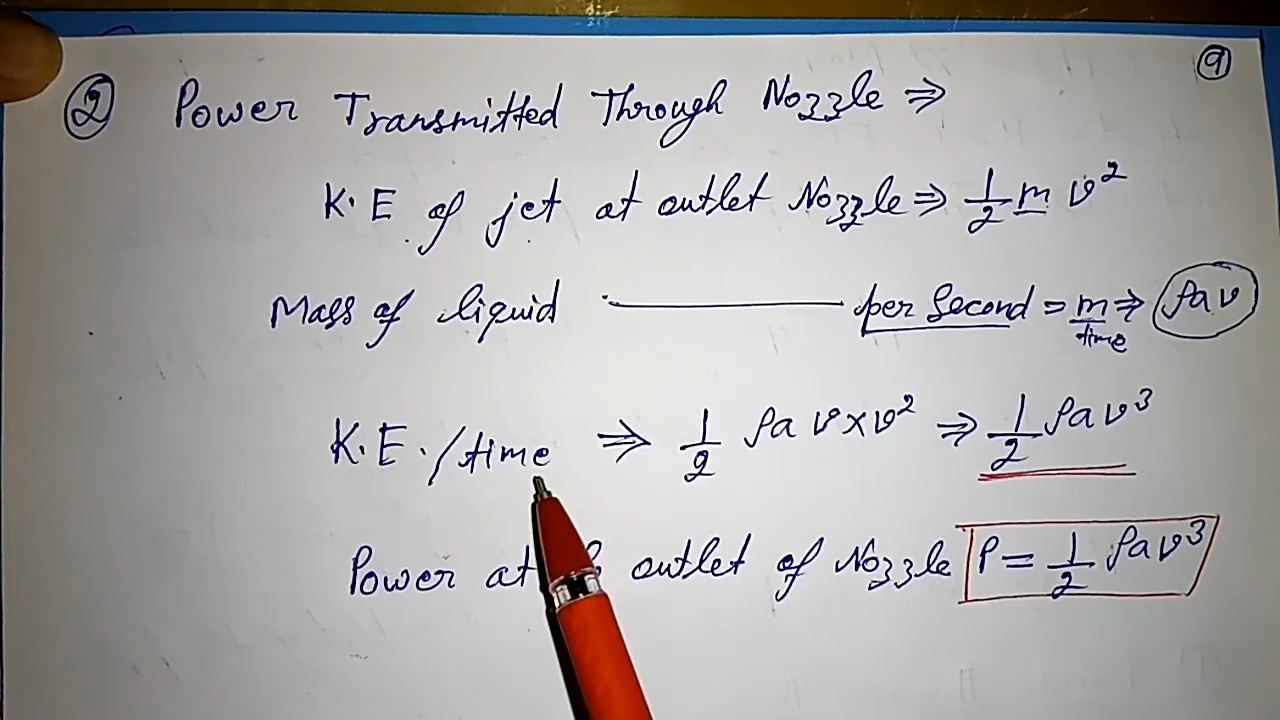 ⑨
② Power Transmitted Through Nozzle ⇒
K.E of jet at outlet Nozzle ⇒ 1/2 m v²
Mass of liquid ——— per Second = m/time ⇒ ρav
K.E./time ⇒ 1/2 ρav×v² ⇒ 1/2 ρav³
Power at outlet of Nozzle P = 1/2 ρav³